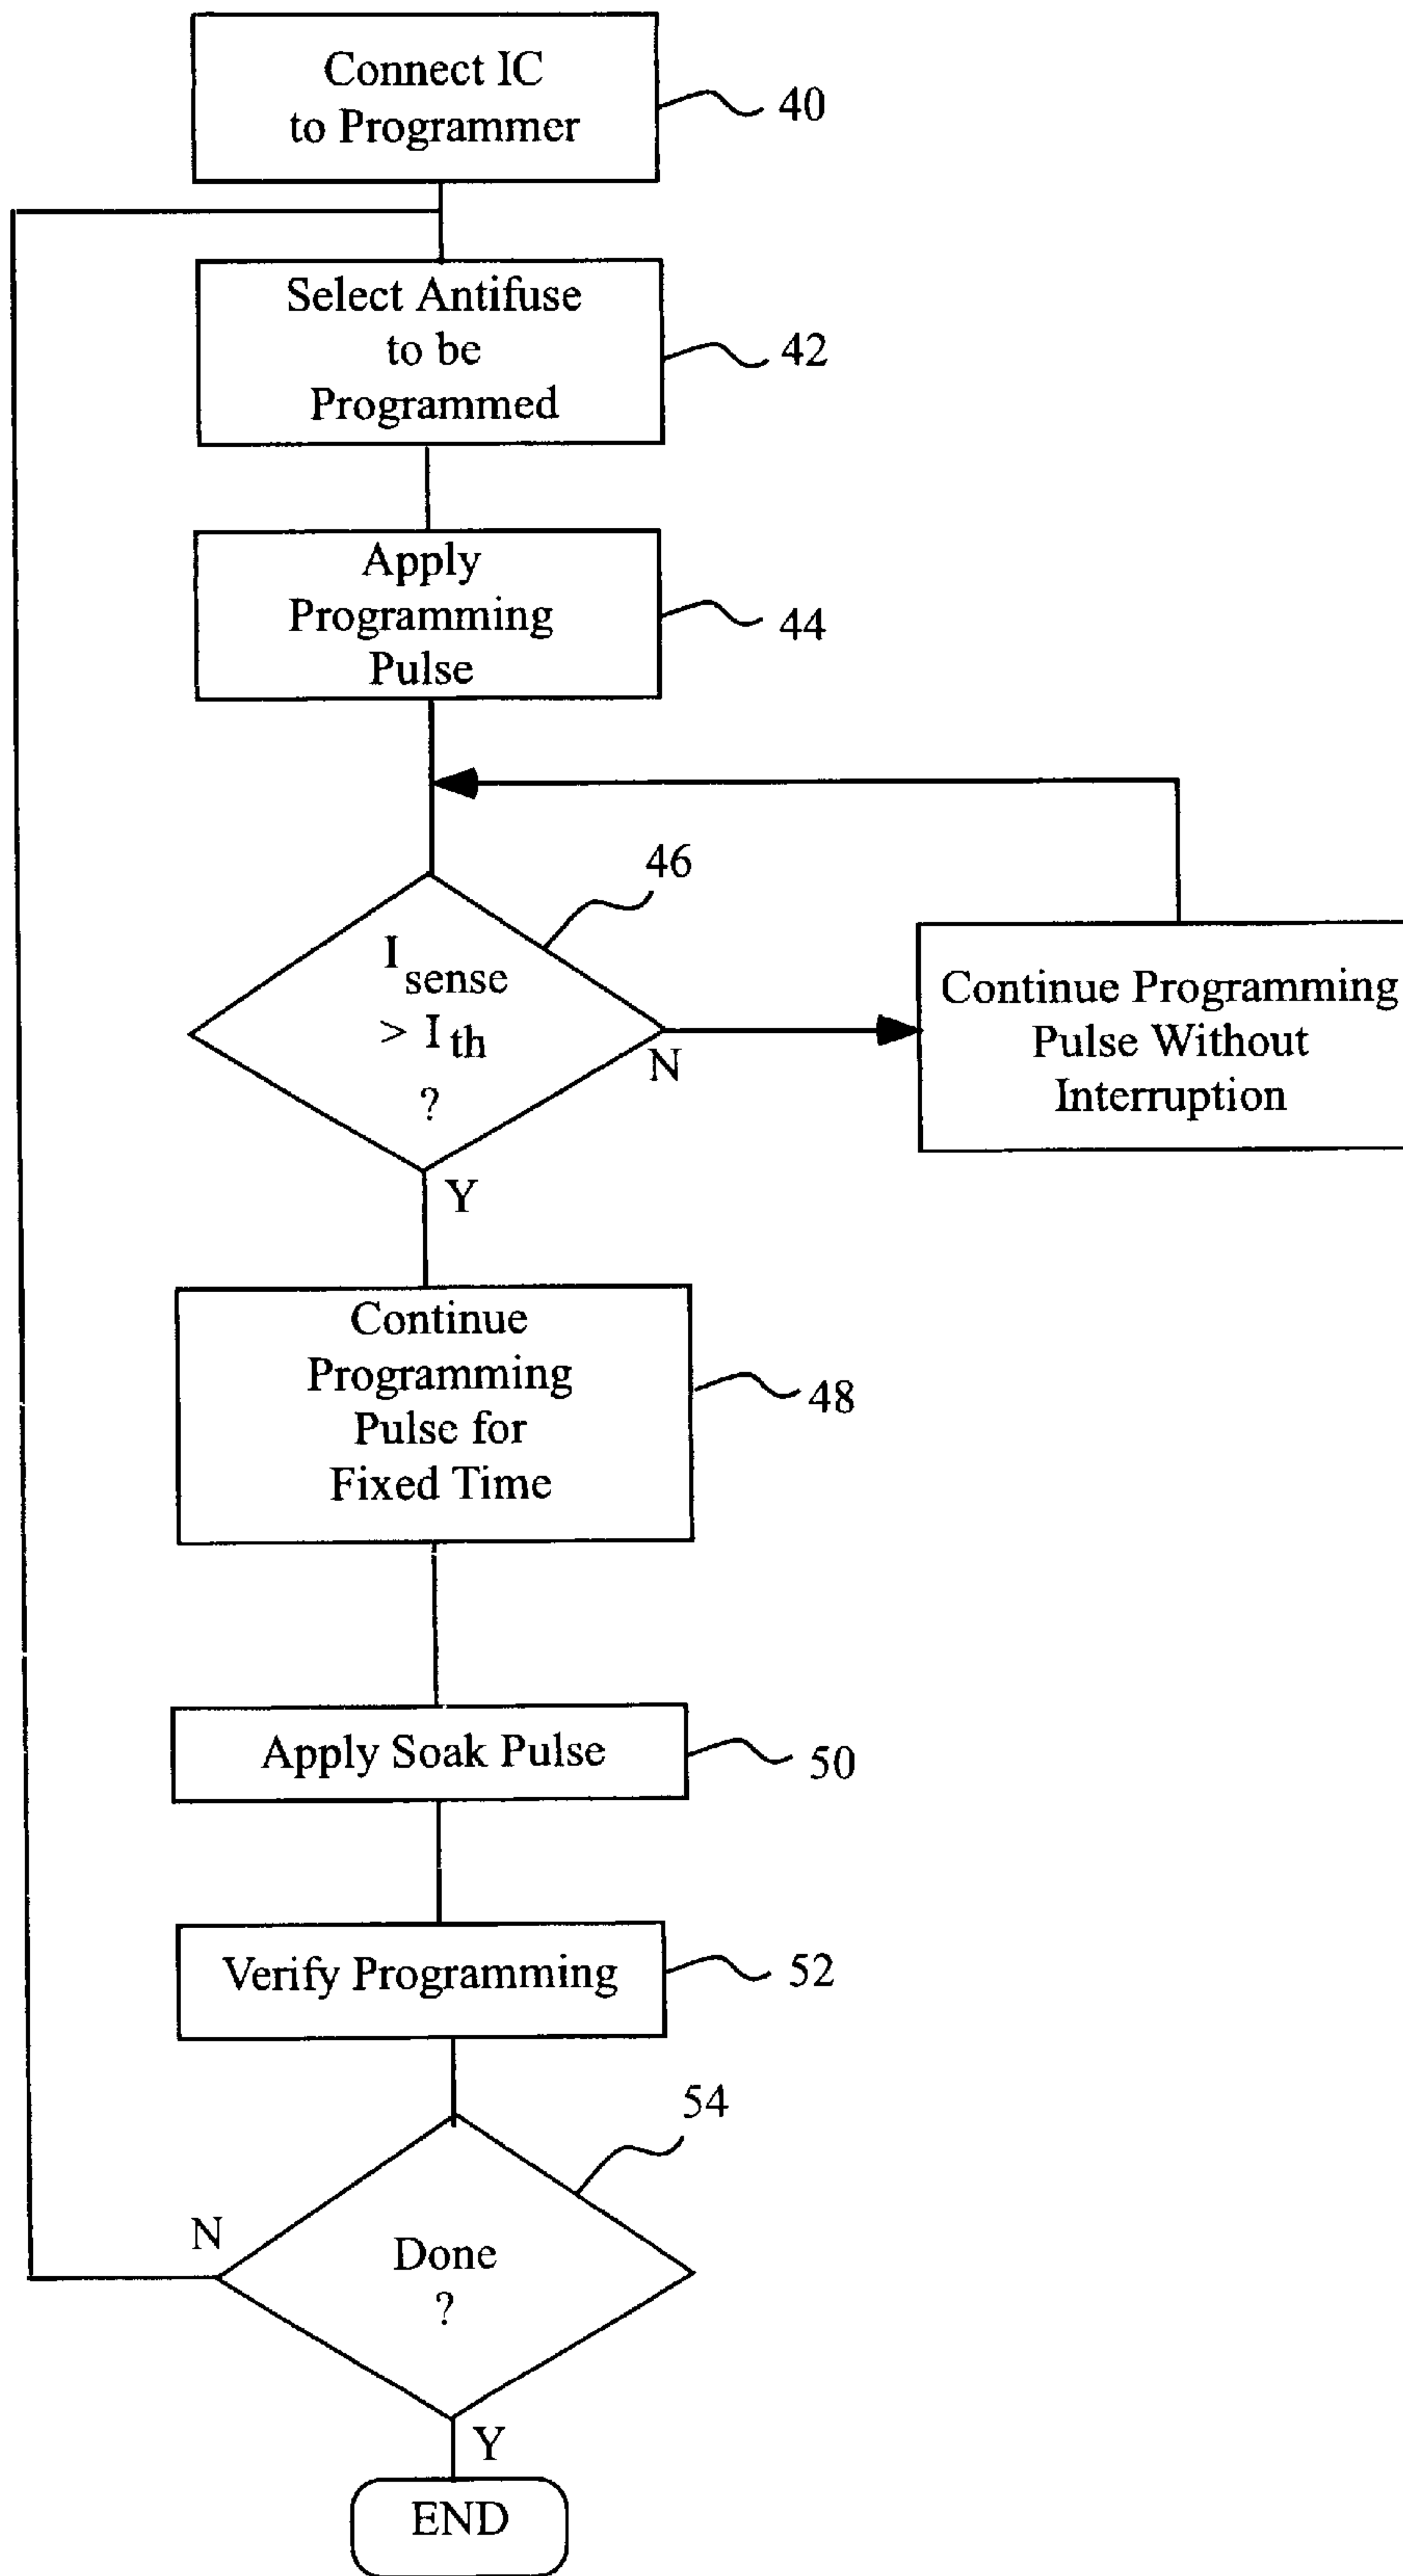 Connect IC
to Programmer
40
Select Antifuse
to be
Programmed
42
Apply
Programming
Pulse
44
46
I sense
> I th
?
N
Y
Continue Programming
Pulse Without
Interruption
Continue
Programming
Pulse for
Fixed Time
48
Apply Soak Pulse
50
Verify Programming
52
54
Done
?
N
Y
END